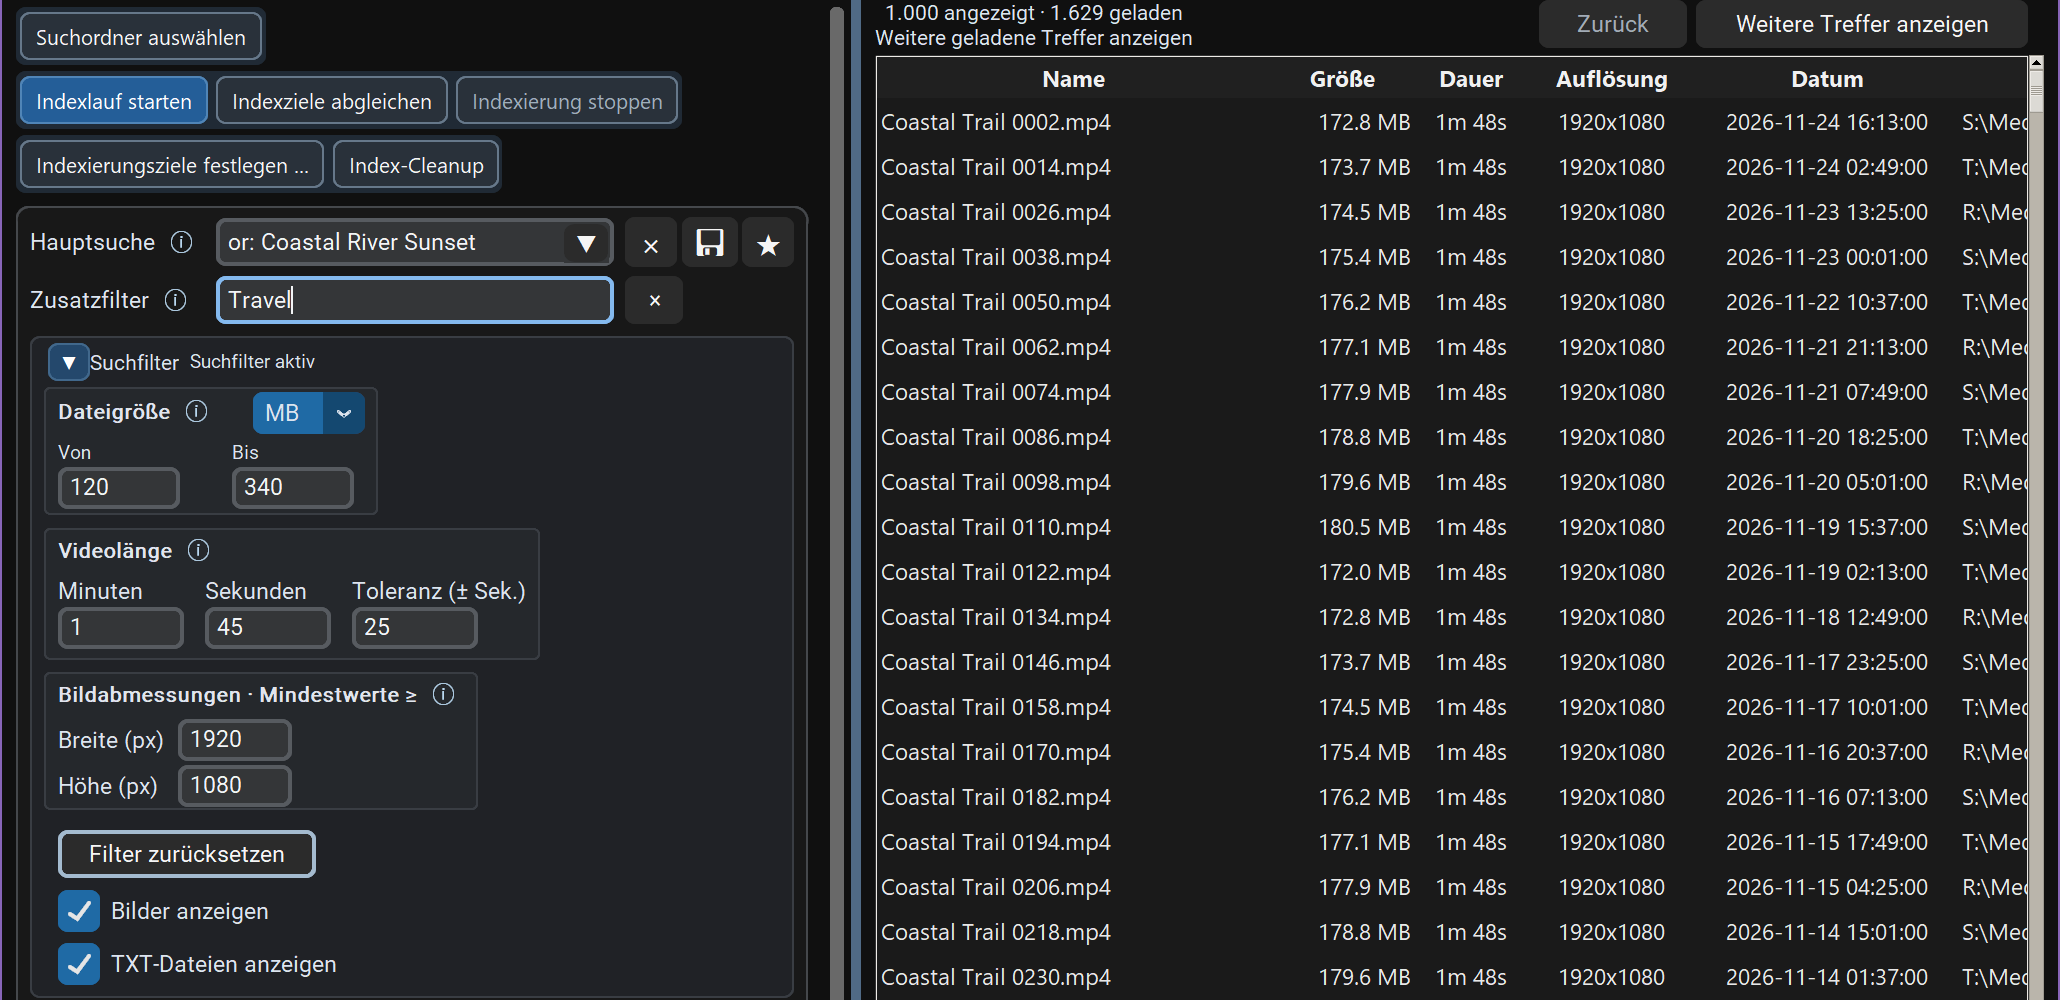 Suchordner auswählen
Indexlauf starten
Indexziele abgleichen
Indexierung stoppen
Indexierungsziele festlegen ...
Index-Cleanup
Hauptsuche
or: Coastal River Sunset
Zusatzfilter
Travel
Suchfilter Suchfilter aktiv
Dateigröße
MB
Von
Bis
120
340
Videolänge
Minuten
Sekunden
Toleranz (± Sek.)
1
45
25
Bildabmessungen · Mindestwerte ≥
Breite (px)
1920
Höhe (px)
1080
Filter zurücksetzen
Bilder anzeigen
TXT-Dateien anzeigen
1.000 angezeigt · 1.629 geladen
Weitere geladene Treffer anzeigen
Zurück
Weitere Treffer anzeigen
Name Größe Dauer Auflösung Datum
Coastal Trail 0002.mp4 172.8 MB 1m 48s 1920x1080 2026-11-24 16:13:00 S:\Med
Coastal Trail 0014.mp4 173.7 MB 1m 48s 1920x1080 2026-11-24 02:49:00 T:\Med
Coastal Trail 0026.mp4 174.5 MB 1m 48s 1920x1080 2026-11-23 13:25:00 R:\Med
Coastal Trail 0038.mp4 175.4 MB 1m 48s 1920x1080 2026-11-23 00:01:00 S:\Med
Coastal Trail 0050.mp4 176.2 MB 1m 48s 1920x1080 2026-11-22 10:37:00 T:\Med
Coastal Trail 0062.mp4 177.1 MB 1m 48s 1920x1080 2026-11-21 21:13:00 R:\Med
Coastal Trail 0074.mp4 177.9 MB 1m 48s 1920x1080 2026-11-21 07:49:00 S:\Med
Coastal Trail 0086.mp4 178.8 MB 1m 48s 1920x1080 2026-11-20 18:25:00 T:\Med
Coastal Trail 0098.mp4 179.6 MB 1m 48s 1920x1080 2026-11-20 05:01:00 R:\Med
Coastal Trail 0110.mp4 180.5 MB 1m 48s 1920x1080 2026-11-19 15:37:00 S:\Med
Coastal Trail 0122.mp4 172.0 MB 1m 48s 1920x1080 2026-11-19 02:13:00 T:\Med
Coastal Trail 0134.mp4 172.8 MB 1m 48s 1920x1080 2026-11-18 12:49:00 R:\Med
Coastal Trail 0146.mp4 173.7 MB 1m 48s 1920x1080 2026-11-17 23:25:00 S:\Med
Coastal Trail 0158.mp4 174.5 MB 1m 48s 1920x1080 2026-11-17 10:01:00 T:\Med
Coastal Trail 0170.mp4 175.4 MB 1m 48s 1920x1080 2026-11-16 20:37:00 R:\Med
Coastal Trail 0182.mp4 176.2 MB 1m 48s 1920x1080 2026-11-16 07:13:00 S:\Med
Coastal Trail 0194.mp4 177.1 MB 1m 48s 1920x1080 2026-11-15 17:49:00 T:\Med
Coastal Trail 0206.mp4 177.9 MB 1m 48s 1920x1080 2026-11-15 04:25:00 R:\Med
Coastal Trail 0218.mp4 178.8 MB 1m 48s 1920x1080 2026-11-14 15:01:00 S:\Med
Coastal Trail 0230.mp4 179.6 MB 1m 48s 1920x1080 2026-11-14 01:37:00 T:\Med